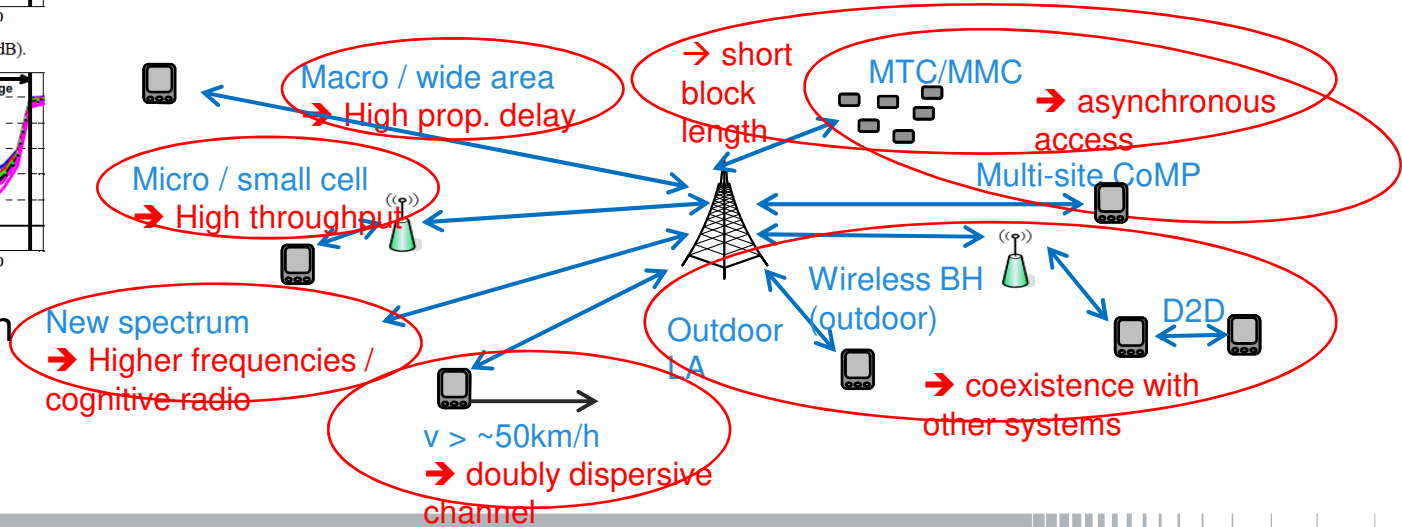 dB).
ge
Macro / wide area
→ High prop. delay
→ short
block
length
MTC/MMC
→ asynchronous
access
Multi-site CoMP
Micro / small cell
→ High throughput
New spectrum
→ Higher frequencies /
cognitive radio
v > ~50km/h
→ doubly dispersive
channel
Outdoor
LA
Wireless BH
(outdoor)
D2D
→ coexistence with
other systems